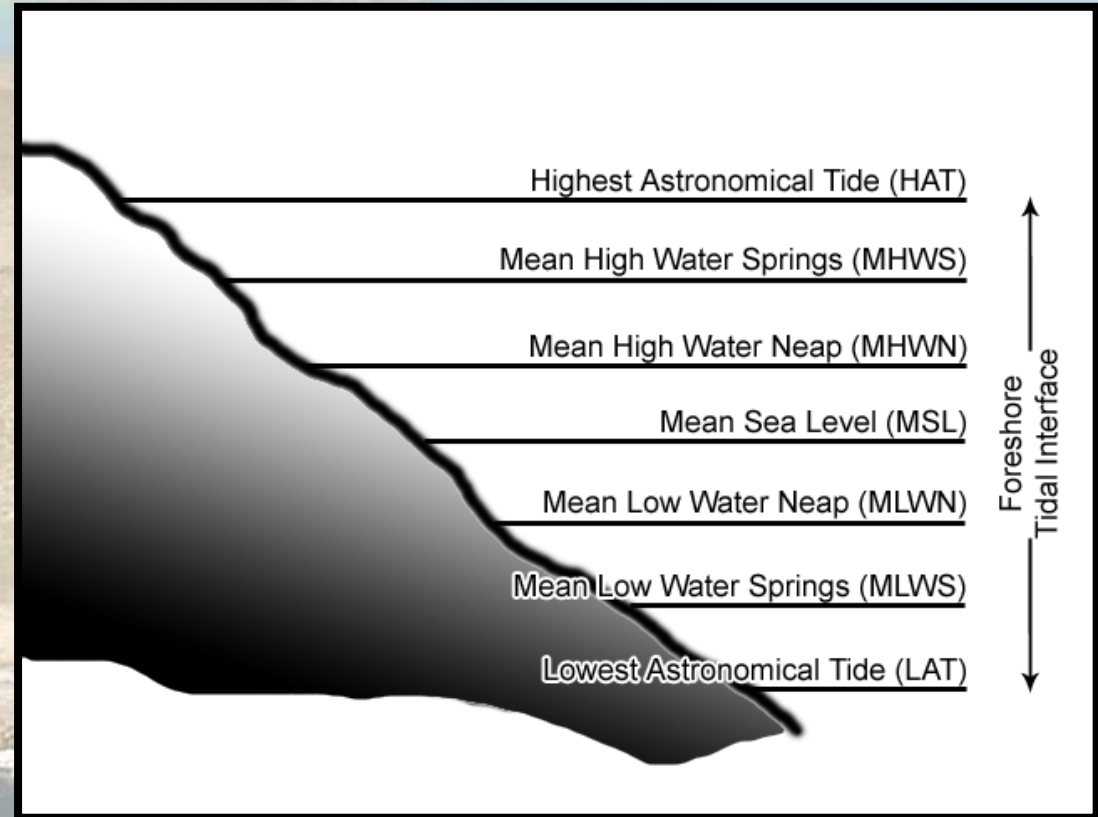 Highest Astronomical Tide (HAT)
Mean High Water Springs (MHWS)
Mean High Water Neap (MHWN)
Mean Sea Level (MSL)
Mean Low Water Neap (MLWN)
Mean Low Water Springs (MLWS)
Lowest Astronomical Tide (LAT)
Foreshore
Tidal Interface